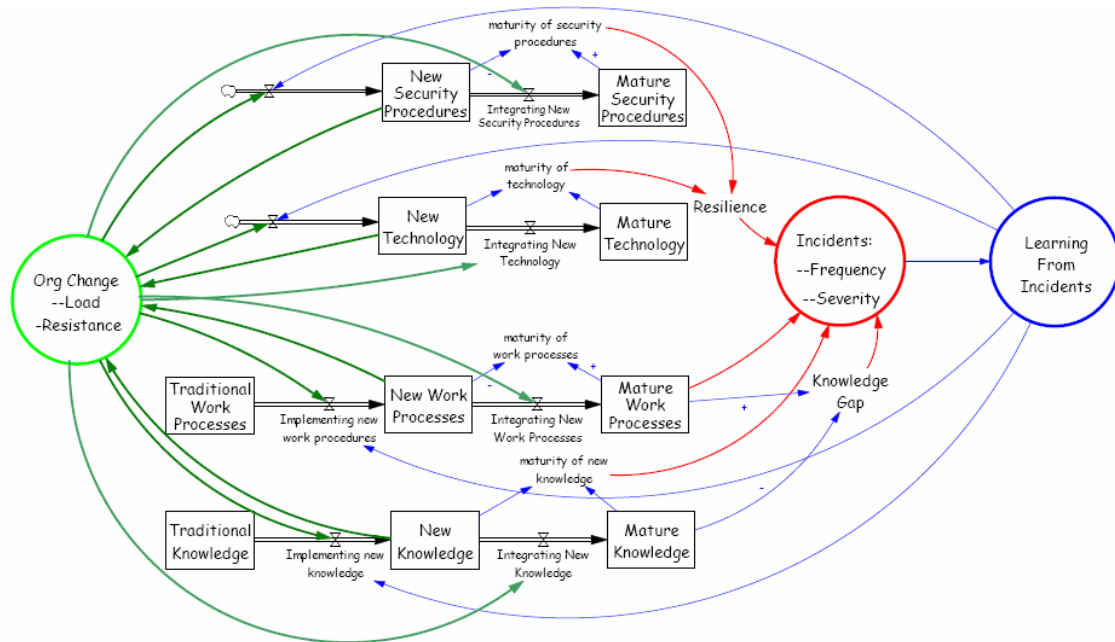 maturity of security
procedures
+
-
New
Security
Procedures
Integrating New
Security Procedures
Mature
Security
Procedures
maturity of
technology
New
Technology
Integrating New
Technology
Mature
Technology
Resilience
Org Change
--Load
-Resistance
Incidents:
--Frequency
--Severity
Learning
From
Incidents
maturity of
work processes
+
-
Traditional
Work
Processes
Implementing new
work procedures
New Work
Processes
Integrating New
Work Processes
Mature
Work
Processes
+
Knowledge
Gap
-
maturity of new
knowledge
Traditional
Knowledge
Implementing new
knowledge
New
Knowledge
Integrating New
Knowledge
Mature
Knowledge